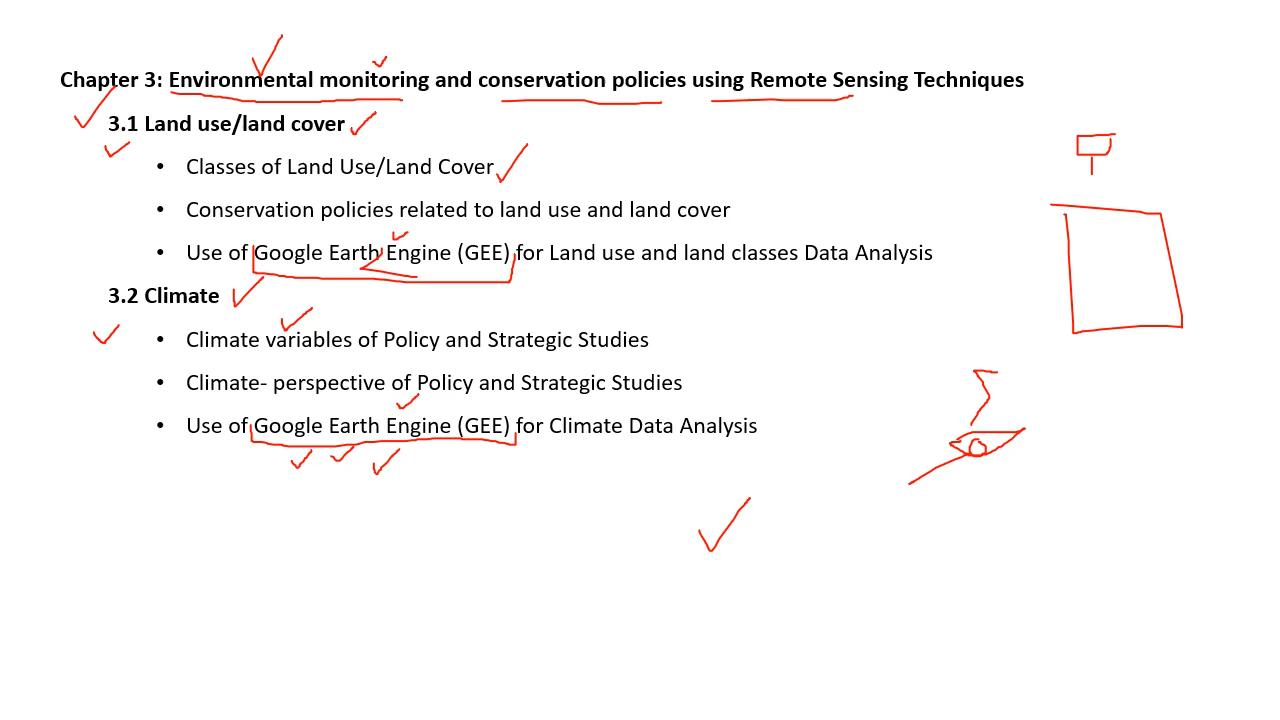 Chapter 3: Environmental monitoring and conservation policies using Remote Sensing Techniques
3.1 Land use/land cover
• Classes of Land Use/Land Cover
• Conservation policies related to land use and land cover
• Use of Google Earth Engine (GEE) for Land use and land classes Data Analysis
3.2 Climate
• Climate variables of Policy and Strategic Studies
• Climate- perspective of Policy and Strategic Studies
• Use of Google Earth Engine (GEE) for Climate Data Analysis